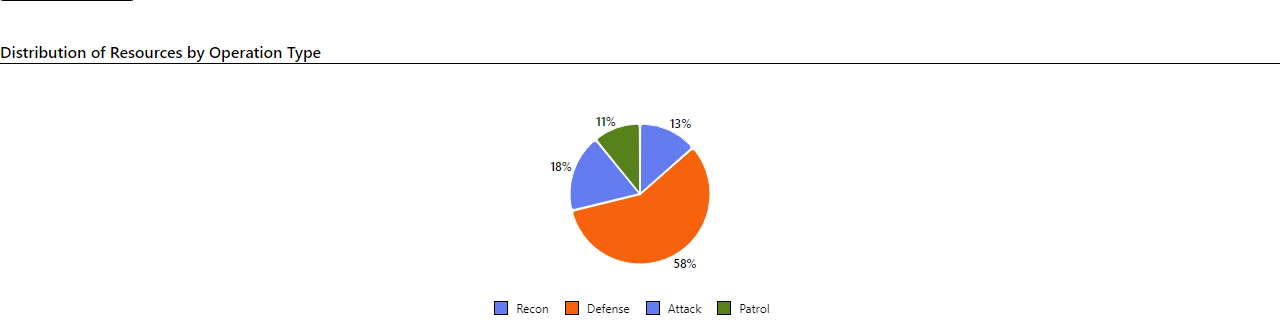 Distribution of Resources by Operation Type
11%
13%
18%
58%
Recon Defense Attack Patrol